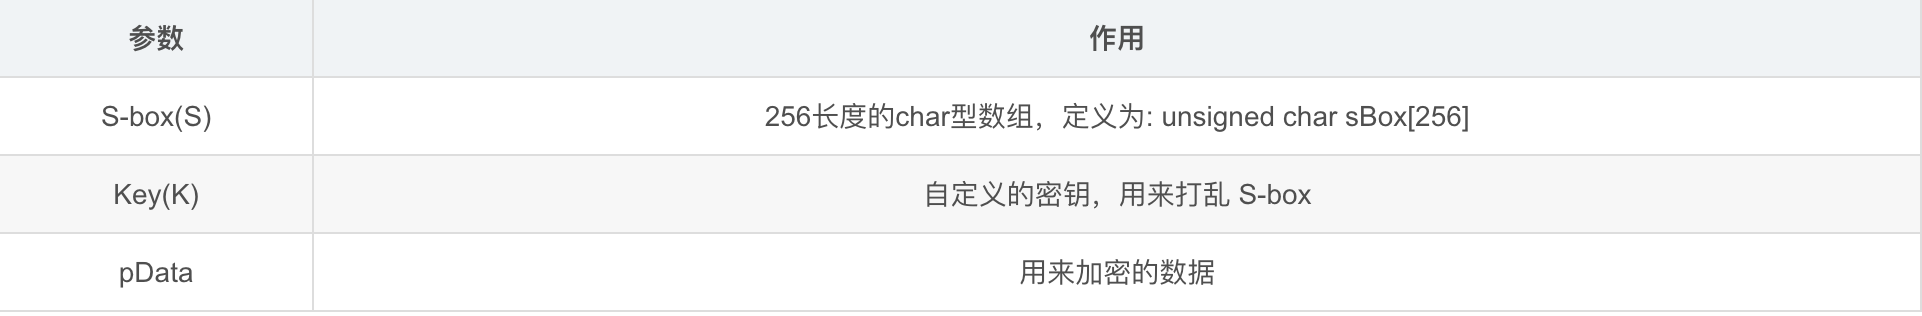 参数 作用
S-box(S) 256长度的char型数组，定义为: unsigned char sBox[256]
Key(K) 自定义的密钥，用来打乱 S-box
pData 用来加密的数据